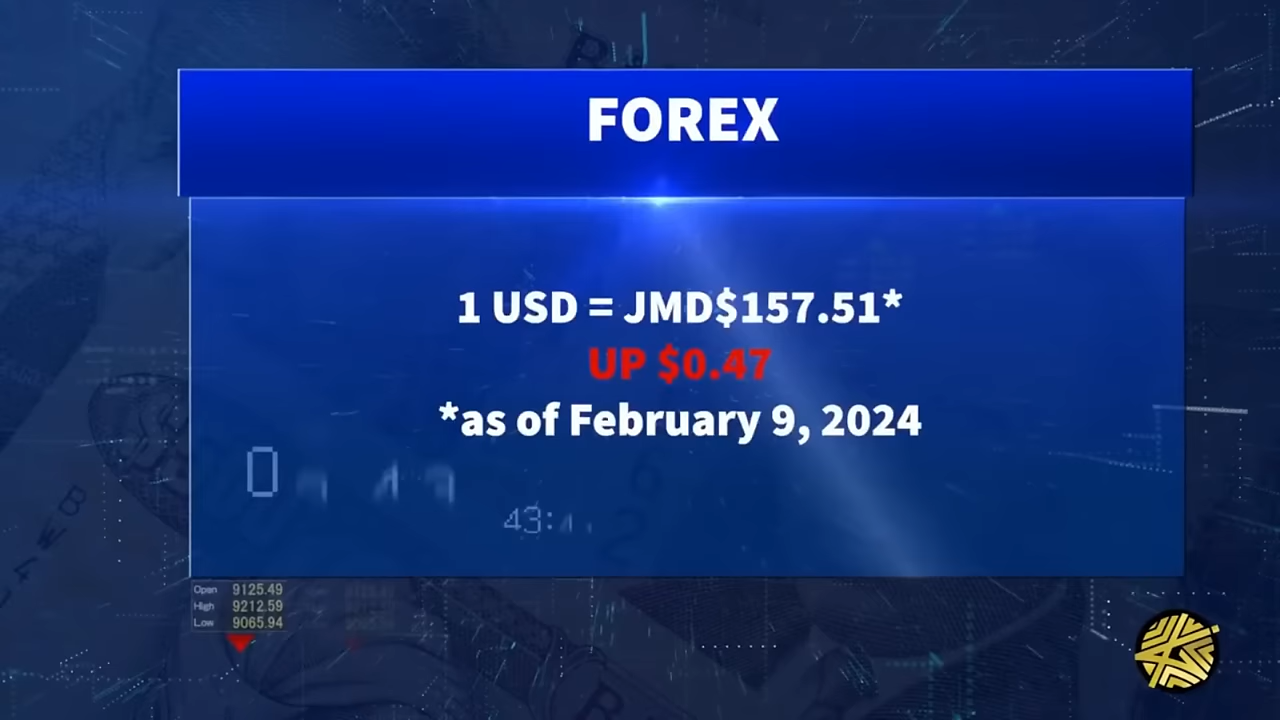 FOREX
1 USD = JMD$157.51*
UP $0.47
*as of February 9, 2024
43:
Open 9125.49
High 9212.59
Low 9065.94